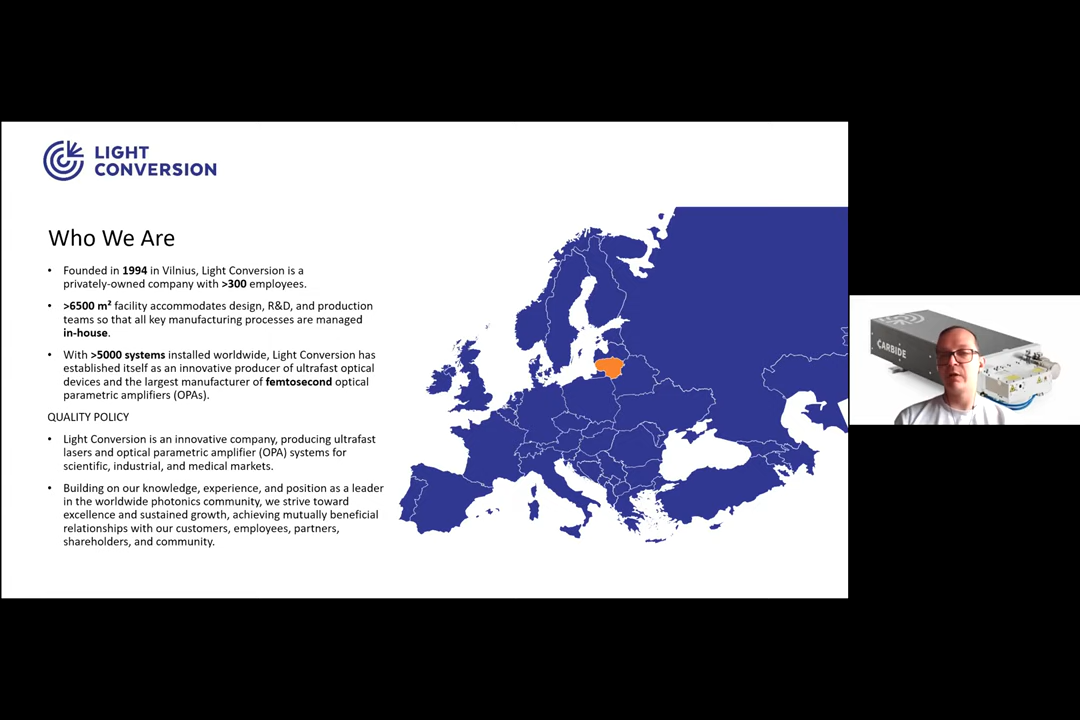 LIGHT
CONVERSION
Who We Are
• Founded in 1994 in Vilnius, Light Conversion is a
privately-owned company with >300 employees.
• >6500 m² facility accommodates design, R&D, and production
teams so that all key manufacturing processes are managed
in-house.
• With >5000 systems installed worldwide, Light Conversion has
established itself as an innovative producer of ultrafast optical
devices and the largest manufacturer of femtosecond optical
parametric amplifiers (OPAs).
QUALITY POLICY
• Light Conversion is an innovative company, producing ultrafast
lasers and optical parametric amplifier (OPA) systems for
scientific, industrial, and medical markets.
• Building on our knowledge, experience, and position as a leader
in the worldwide photonics community, we strive toward
excellence and sustained growth, achieving mutually beneficial
relationships with our customers, employees, partners,
shareholders, and community.
CARBIDE